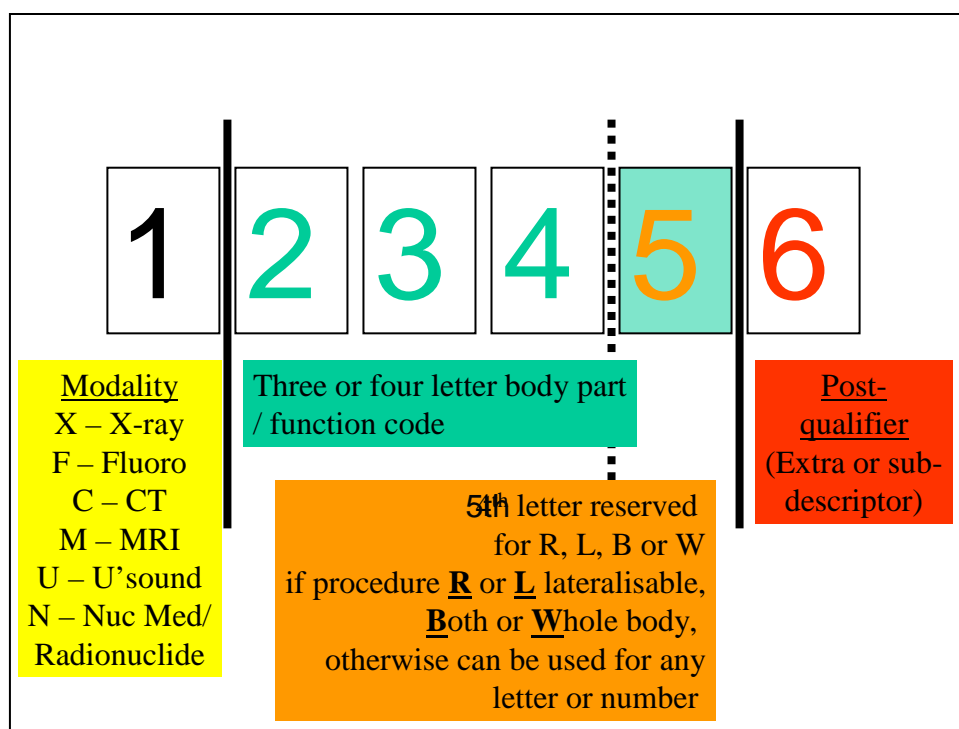 1 2 3 4 5 6
Modality
X – X-ray
F – Fluoro
C – CT
M – MRI
U – U’sound
N – Nuc Med/
Radionuclide
Three or four letter body part
/ function code
5th letter reserved
for R, L, B or W
if procedure R or L lateralisable,
Both or Whole body,
otherwise can be used for any
letter or number
Post-
qualifier
(Extra or sub-
descriptor)